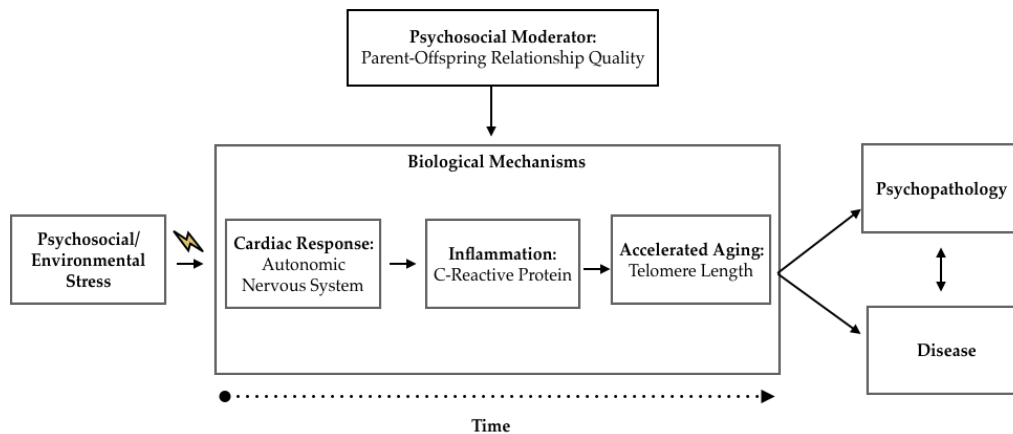 Psychosocial Moderator:
Parent-Offspring Relationship Quality
Biological Mechanisms
Psychosocial/
Environmental
Stress
Cardiac Response:
Autonomic
Nervous System
Inflammation:
C-Reactive Protein
Accelerated Aging:
Telomere Length
Psychopathology
Disease
Time